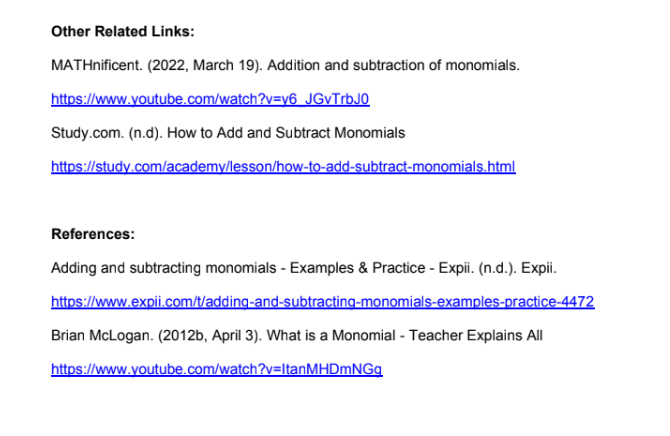 Other Related Links:
MATHnificent. (2022, March 19). Addition and subtraction of monomials.
https://www.youtube.com/watch?v=y6_JGvTrbJ0
Study.com. (n.d). How to Add and Subtract Monomials
https://study.com/academy/lesson/how-to-add-subtract-monomials.html
References:
Adding and subtracting monomials - Examples & Practice - Expii. (n.d.). Expii.
https://www.expii.com/t/adding-and-subtracting-monomials-examples-practice-4472
Brian McLogan. (2012b, April 3). What is a Monomial - Teacher Explains All
https://www.youtube.com/watch?v=ItanMHDmNGg